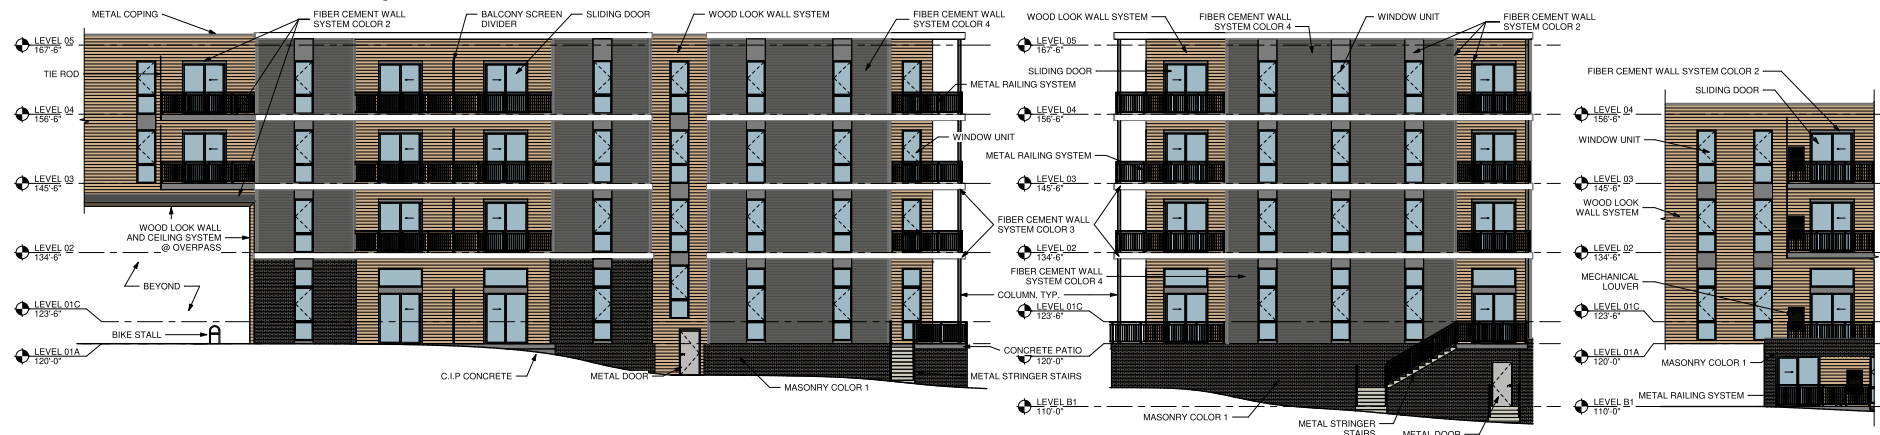 METAL COPING
FIBER CEMENT WALL
SYSTEM COLOR 2
BALCONY SCREEN
DIVIDER
SLIDING DOOR
WOOD LOOK WALL SYSTEM
FIBER CEMENT WALL
SYSTEM COLOR 4
LEVEL 05
167'-6"
TIE ROD
LEVEL 04
156'-6"
LEVEL 03
145'-6"
WOOD LOOK WALL
AND CEILING SYSTEM
@ OVERPASS
LEVEL 02
134'-6"
BEYOND
LEVEL 01C
123'-6"
BIKE STALL
LEVEL 01A
120'-0"
C.I.P CONCRETE
METAL DOOR
MASONRY COLOR 1
METAL STRINGER STAIRS
CONCRETE PATIO
COLUMN, TYP.
FIBER CEMENT WALL
SYSTEM COLOR 3
WINDOW UNIT
METAL RAILING SYSTEM
WOOD LOOK WALL SYSTEM
FIBER CEMENT WALL
SYSTEM COLOR 4
WINDOW UNIT
FIBER CEMENT WALL
SYSTEM COLOR 2
LEVEL 05
167'-6"
SLIDING DOOR
LEVEL 04
156'-6"
METAL RAILING SYSTEM
LEVEL 03
145'-6"
LEVEL 02
134'-6"
FIBER CEMENT WALL
SYSTEM COLOR 4
LEVEL 01C
123'-6"
120'-0"
LEVEL B1
110'-0"
MASONRY COLOR 1
METAL STRINGER
STAIRS
METAL DOOR
FIBER CEMENT WALL SYSTEM COLOR 2
SLIDING DOOR
LEVEL 04
156'-6"
WINDOW UNIT
LEVEL 03
145'-6"
WOOD LOOK
WALL SYSTEM
LEVEL 02
134'-6"
MECHANICAL
LOUVER
LEVEL 01C
123'-6"
LEVEL 01A
120'-0"
MASONRY COLOR 1
METAL RAILING SYSTEM
LEVEL B1
110'-0"